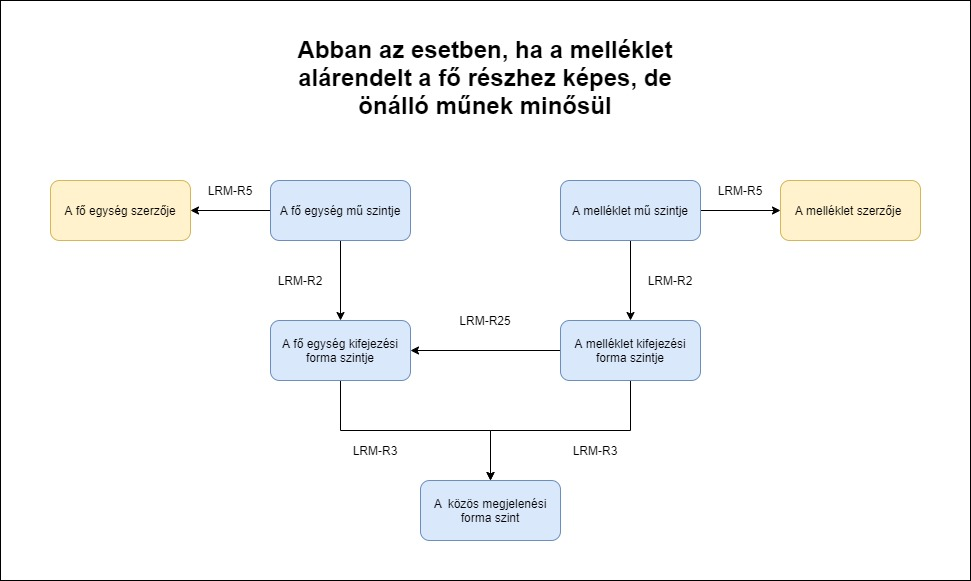 Abban az esetben, ha a melléklet
alárendelt a fő részhez képes, de
önálló műnek minősül
LRM-R5
LRM-R5
A fő egység szerzője
A fő egység mű szintje
A melléklet mű szintje
A melléklet szerzője
LRM-R2
LRM-R2
LRM-R25
A fő egység kifejezési
forma szintje
A melléklet kifejezési
forma szintje
LRM-R3
LRM-R3
A közös megjelenési
forma szint